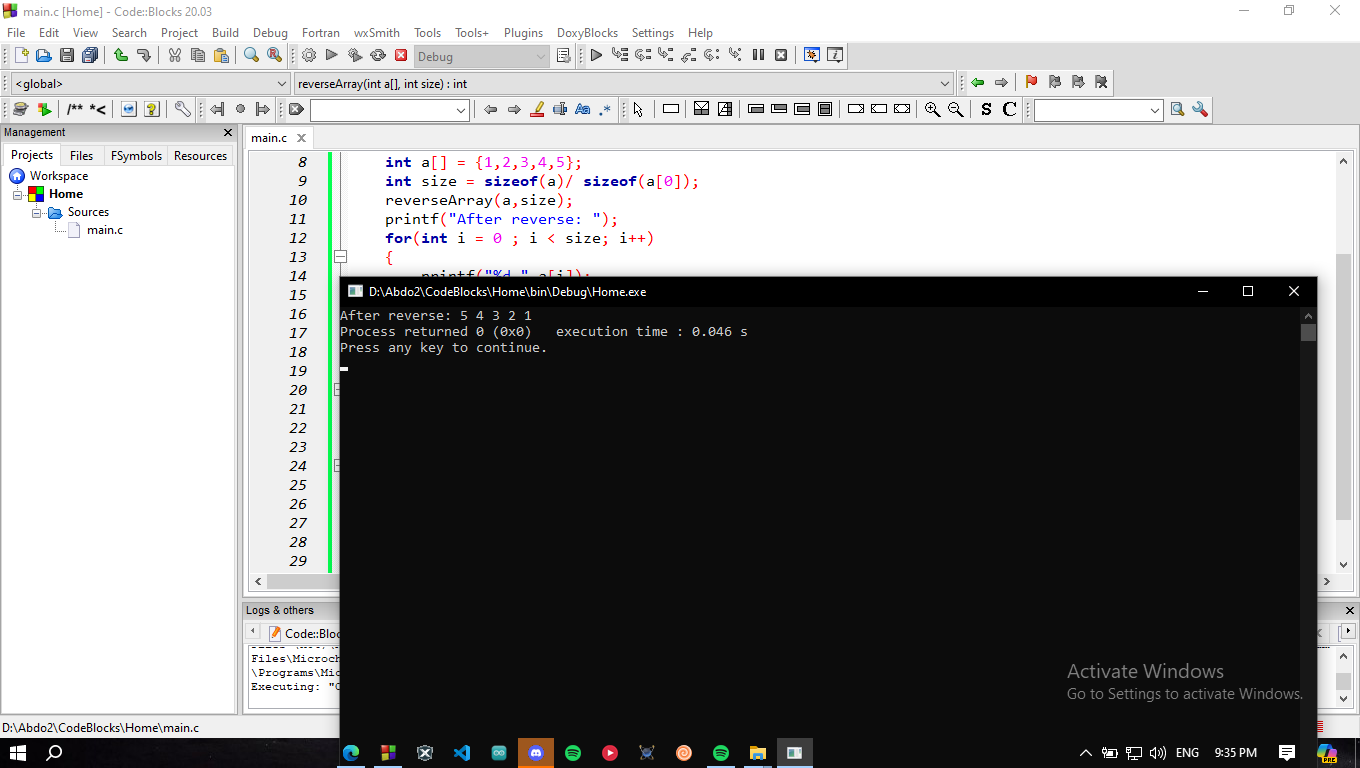 main.c [Home] - Code::Blocks 20.03
File Edit View Search Project Build Debug Fortran wxSmith Tools Tools+ Plugins DoxyBlocks Settings Help
Debug
<global> reverseArray(int a[], int size) : int
/** *<
Aa .* S C
Management
main.c
Projects Files FSymbols Resources
Workspace
Home
Sources
main.c
8 int a[] = {1,2,3,4,5};
9 int size = sizeof(a)/ sizeof(a[0]);
10 reverseArray(a,size);
11 printf("After reverse: ");
12 for(int i = 0 ; i < size; i++)
13 {
14 printf("%d ",a[i]);
15
16
17
18
19
20
21
22
23
24
25
26
27
28
29
D:\Abdo2\CodeBlocks\Home\bin\Debug\Home.exe
After reverse: 5 4 3 2 1
Process returned 0 (0x0) execution time : 0.046 s
Press any key to continue.
Logs & others
Code::Bloc
Files\Microch
\Programs\Mic
Executing: "C
Activate Windows
Go to Settings to activate Windows.
D:\Abdo2\CodeBlocks\Home\main.c
ENG 9:35 PM
PRE